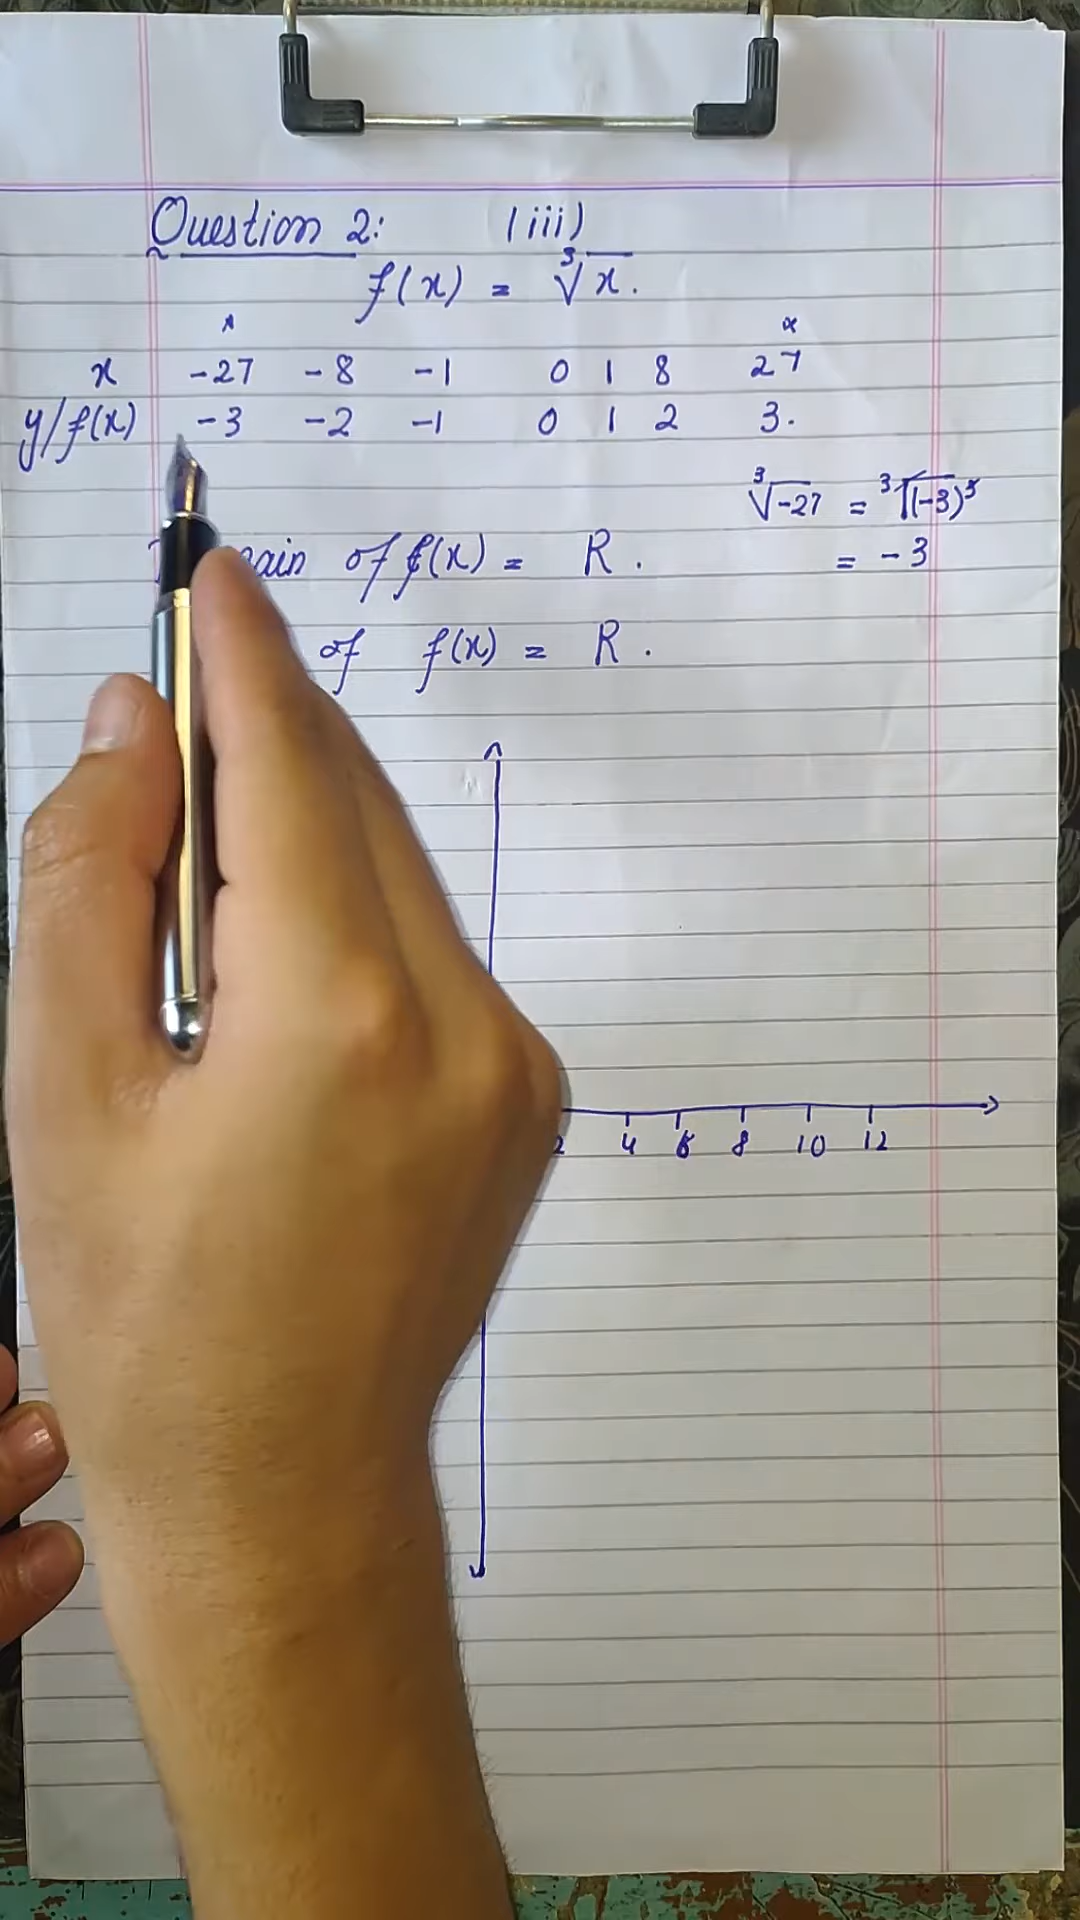 Question 2: (iii)
f(x) = ∛x.
x -27 -8 -1 0 1 8 27
y/f(x) -3 -2 -1 0 1 2 3.
∛-27 = ∛(-3)³
of f(x) = R. = -3
of f(x) = R.
2 4 6 8 10 12